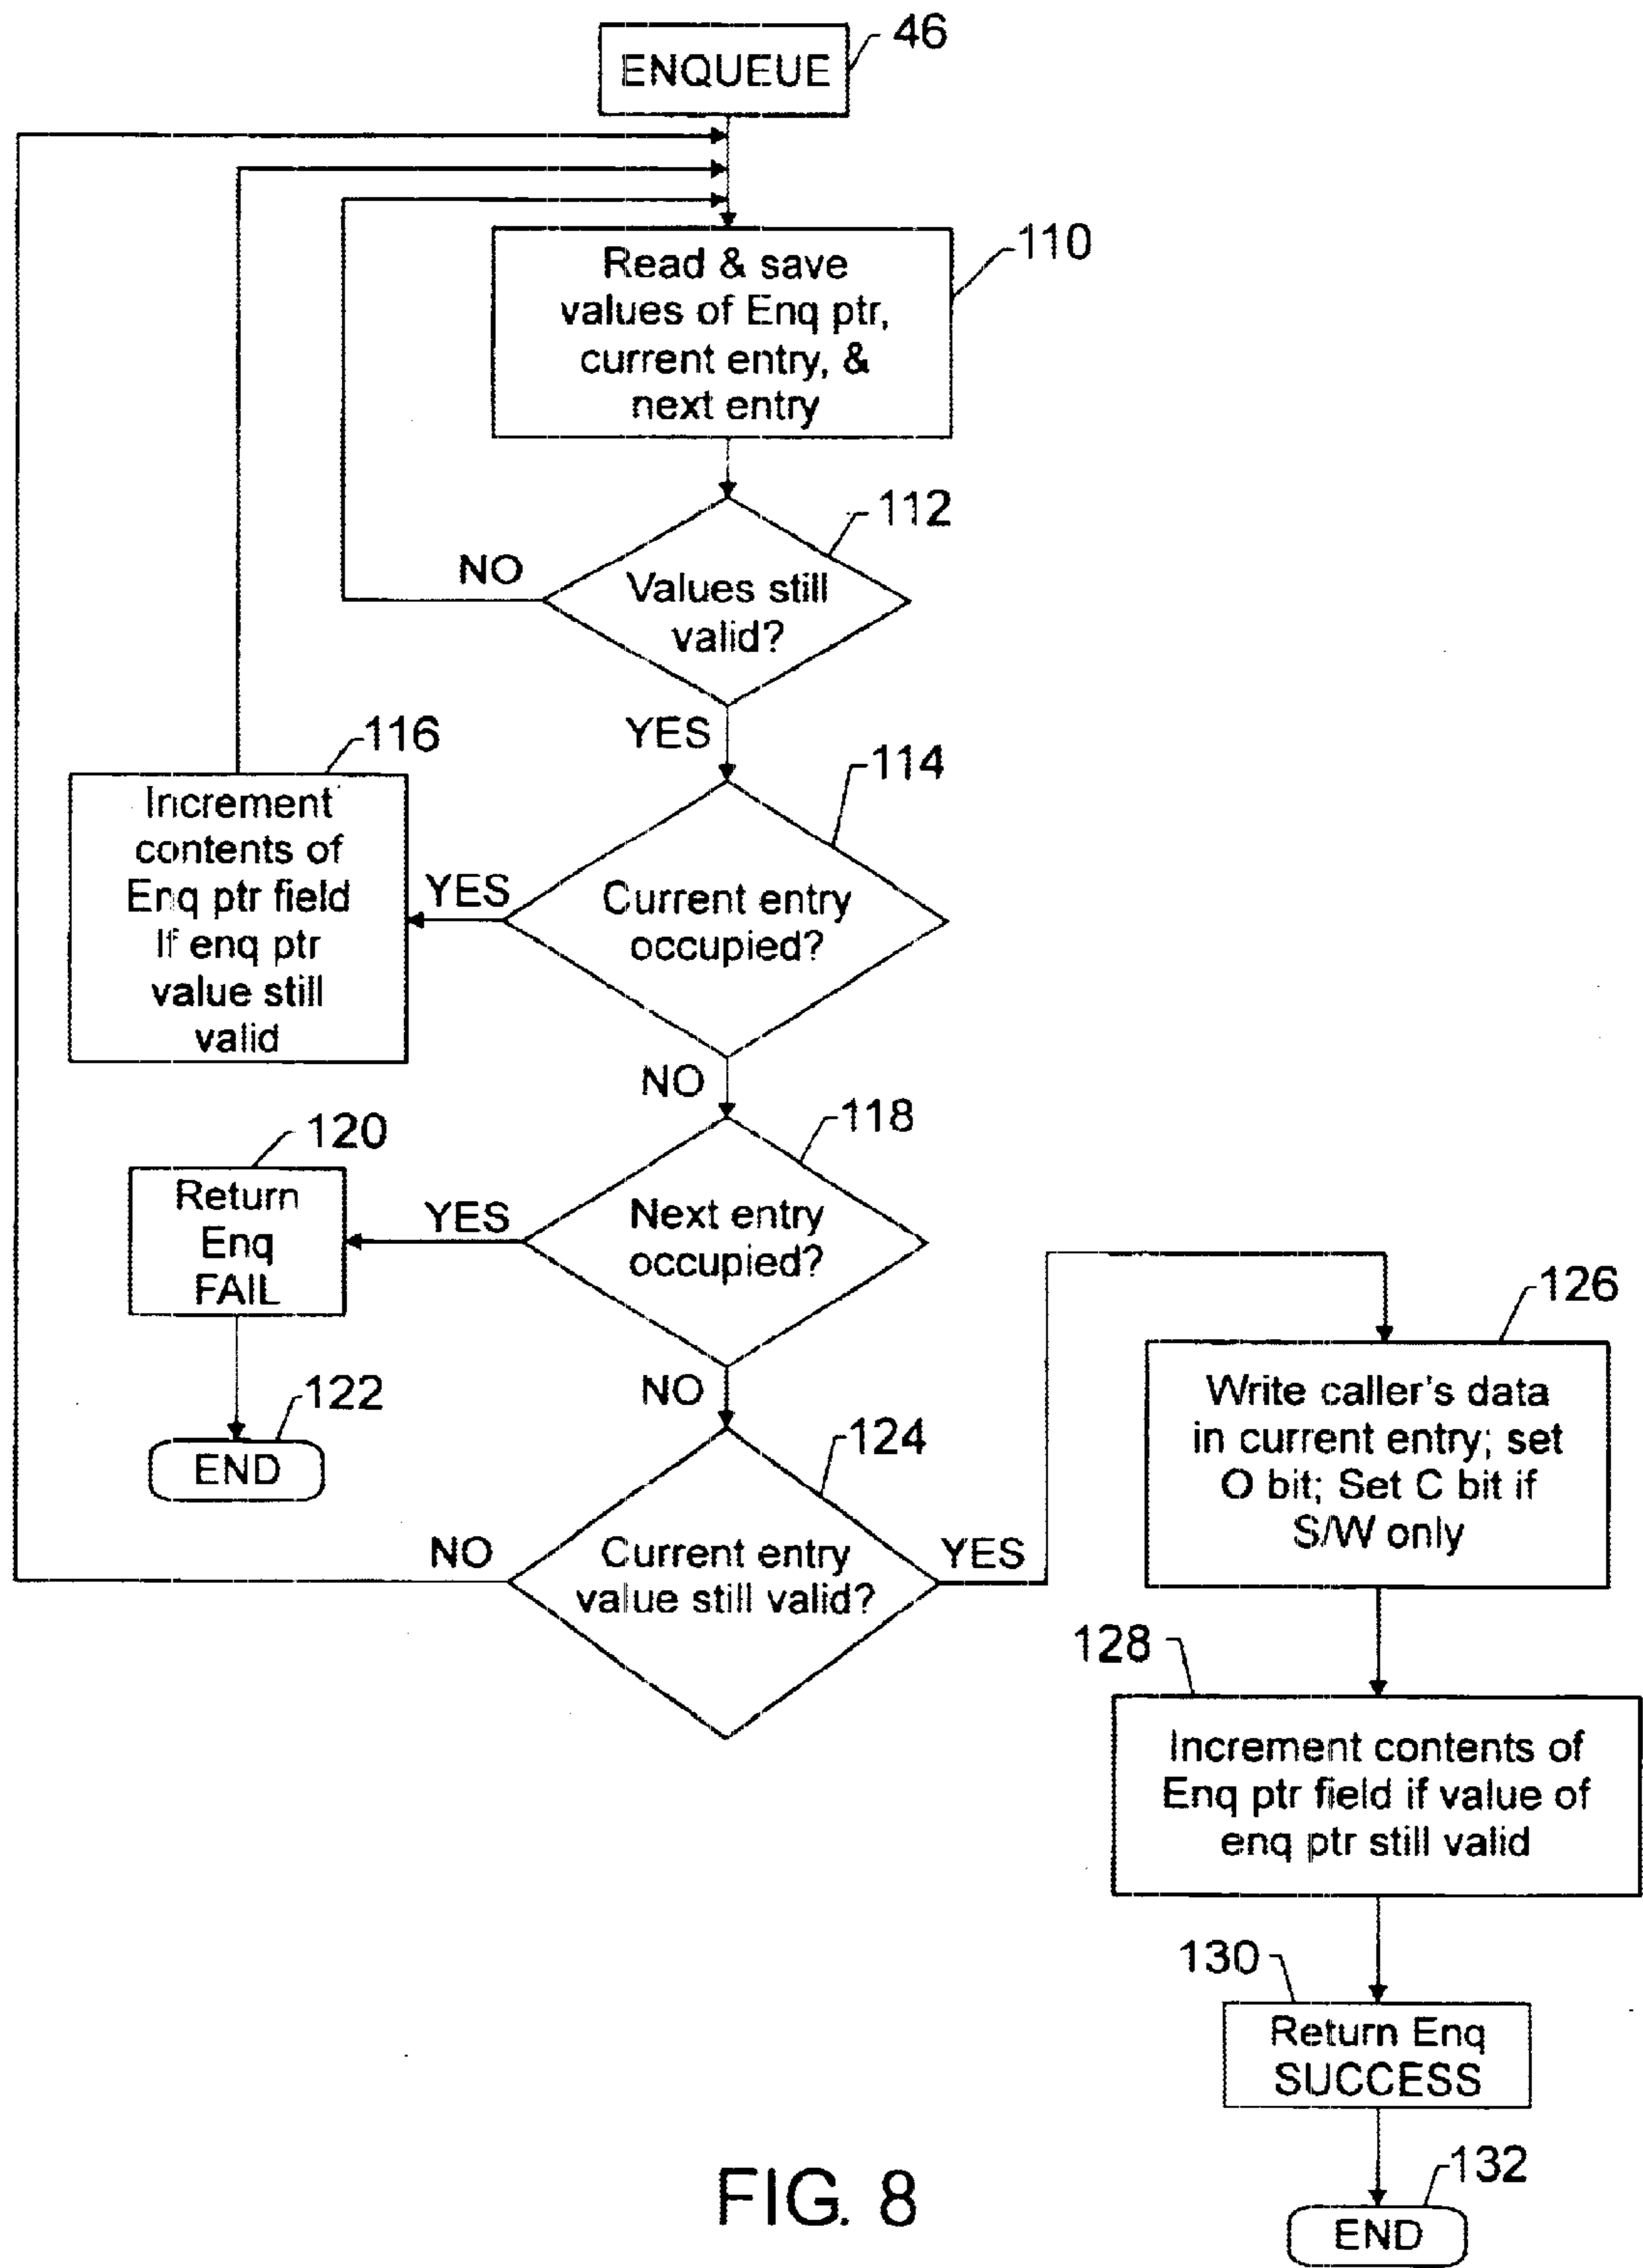 46
ENQUEUE
110
Read & save
values of Enq ptr,
current entry, &
next entry
112
NO
Values still
valid?
YES
116
Increment
contents of
Enq ptr field
If enq ptr
value still
valid
114
YES
Current entry
occupied?
NO
118
120
Return
Enq
FAIL
YES
Next entry
occupied?
122
END
NO
124
NO
Current entry
value still valid?
YES
126
Write caller's data
in current entry; set
O bit; Set C bit if
S/W only
128
Increment contents of
Enq ptr field if value of
enq ptr still valid
130
Return Enq
SUCCESS
132
END
FIG. 8